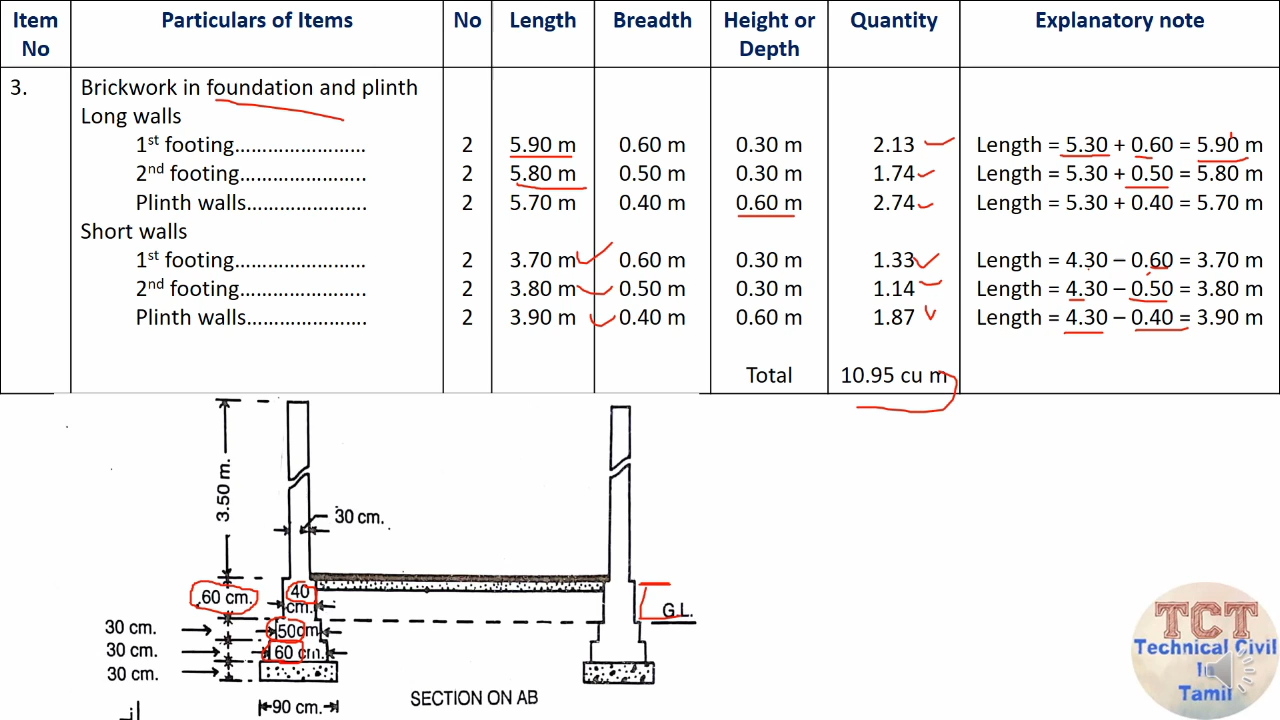 Item No Particulars of Items No Length Breadth Height or Depth Quantity Explanatory note
3. Brickwork in foundation and plinth
Long walls
1st footing........................ 2 5.90 m 0.60 m 0.30 m 2.13 Length = 5.30 + 0.60 = 5.90 m
2nd footing....................... 2 5.80 m 0.50 m 0.30 m 1.74 Length = 5.30 + 0.50 = 5.80 m
Plinth walls...................... 2 5.70 m 0.40 m 0.60 m 2.74 Length = 5.30 + 0.40 = 5.70 m
Short walls
1st footing........................ 2 3.70 m 0.60 m 0.30 m 1.33 Length = 4.30 – 0.60 = 3.70 m
2nd footing....................... 2 3.80 m 0.50 m 0.30 m 1.14 Length = 4.30 – 0.50 = 3.80 m
Plinth walls...................... 2 3.90 m 0.40 m 0.60 m 1.87 Length = 4.30 – 0.40 = 3.90 m
Total 10.95 cu m
3.50 m.
30 cm.
60 cm.
40
cm.
G.L.
30 cm.
50cm
30 cm.
60 cm.
30 cm.
90 cm.
SECTION ON AB
TCT
Technical Civil
In
Tamil